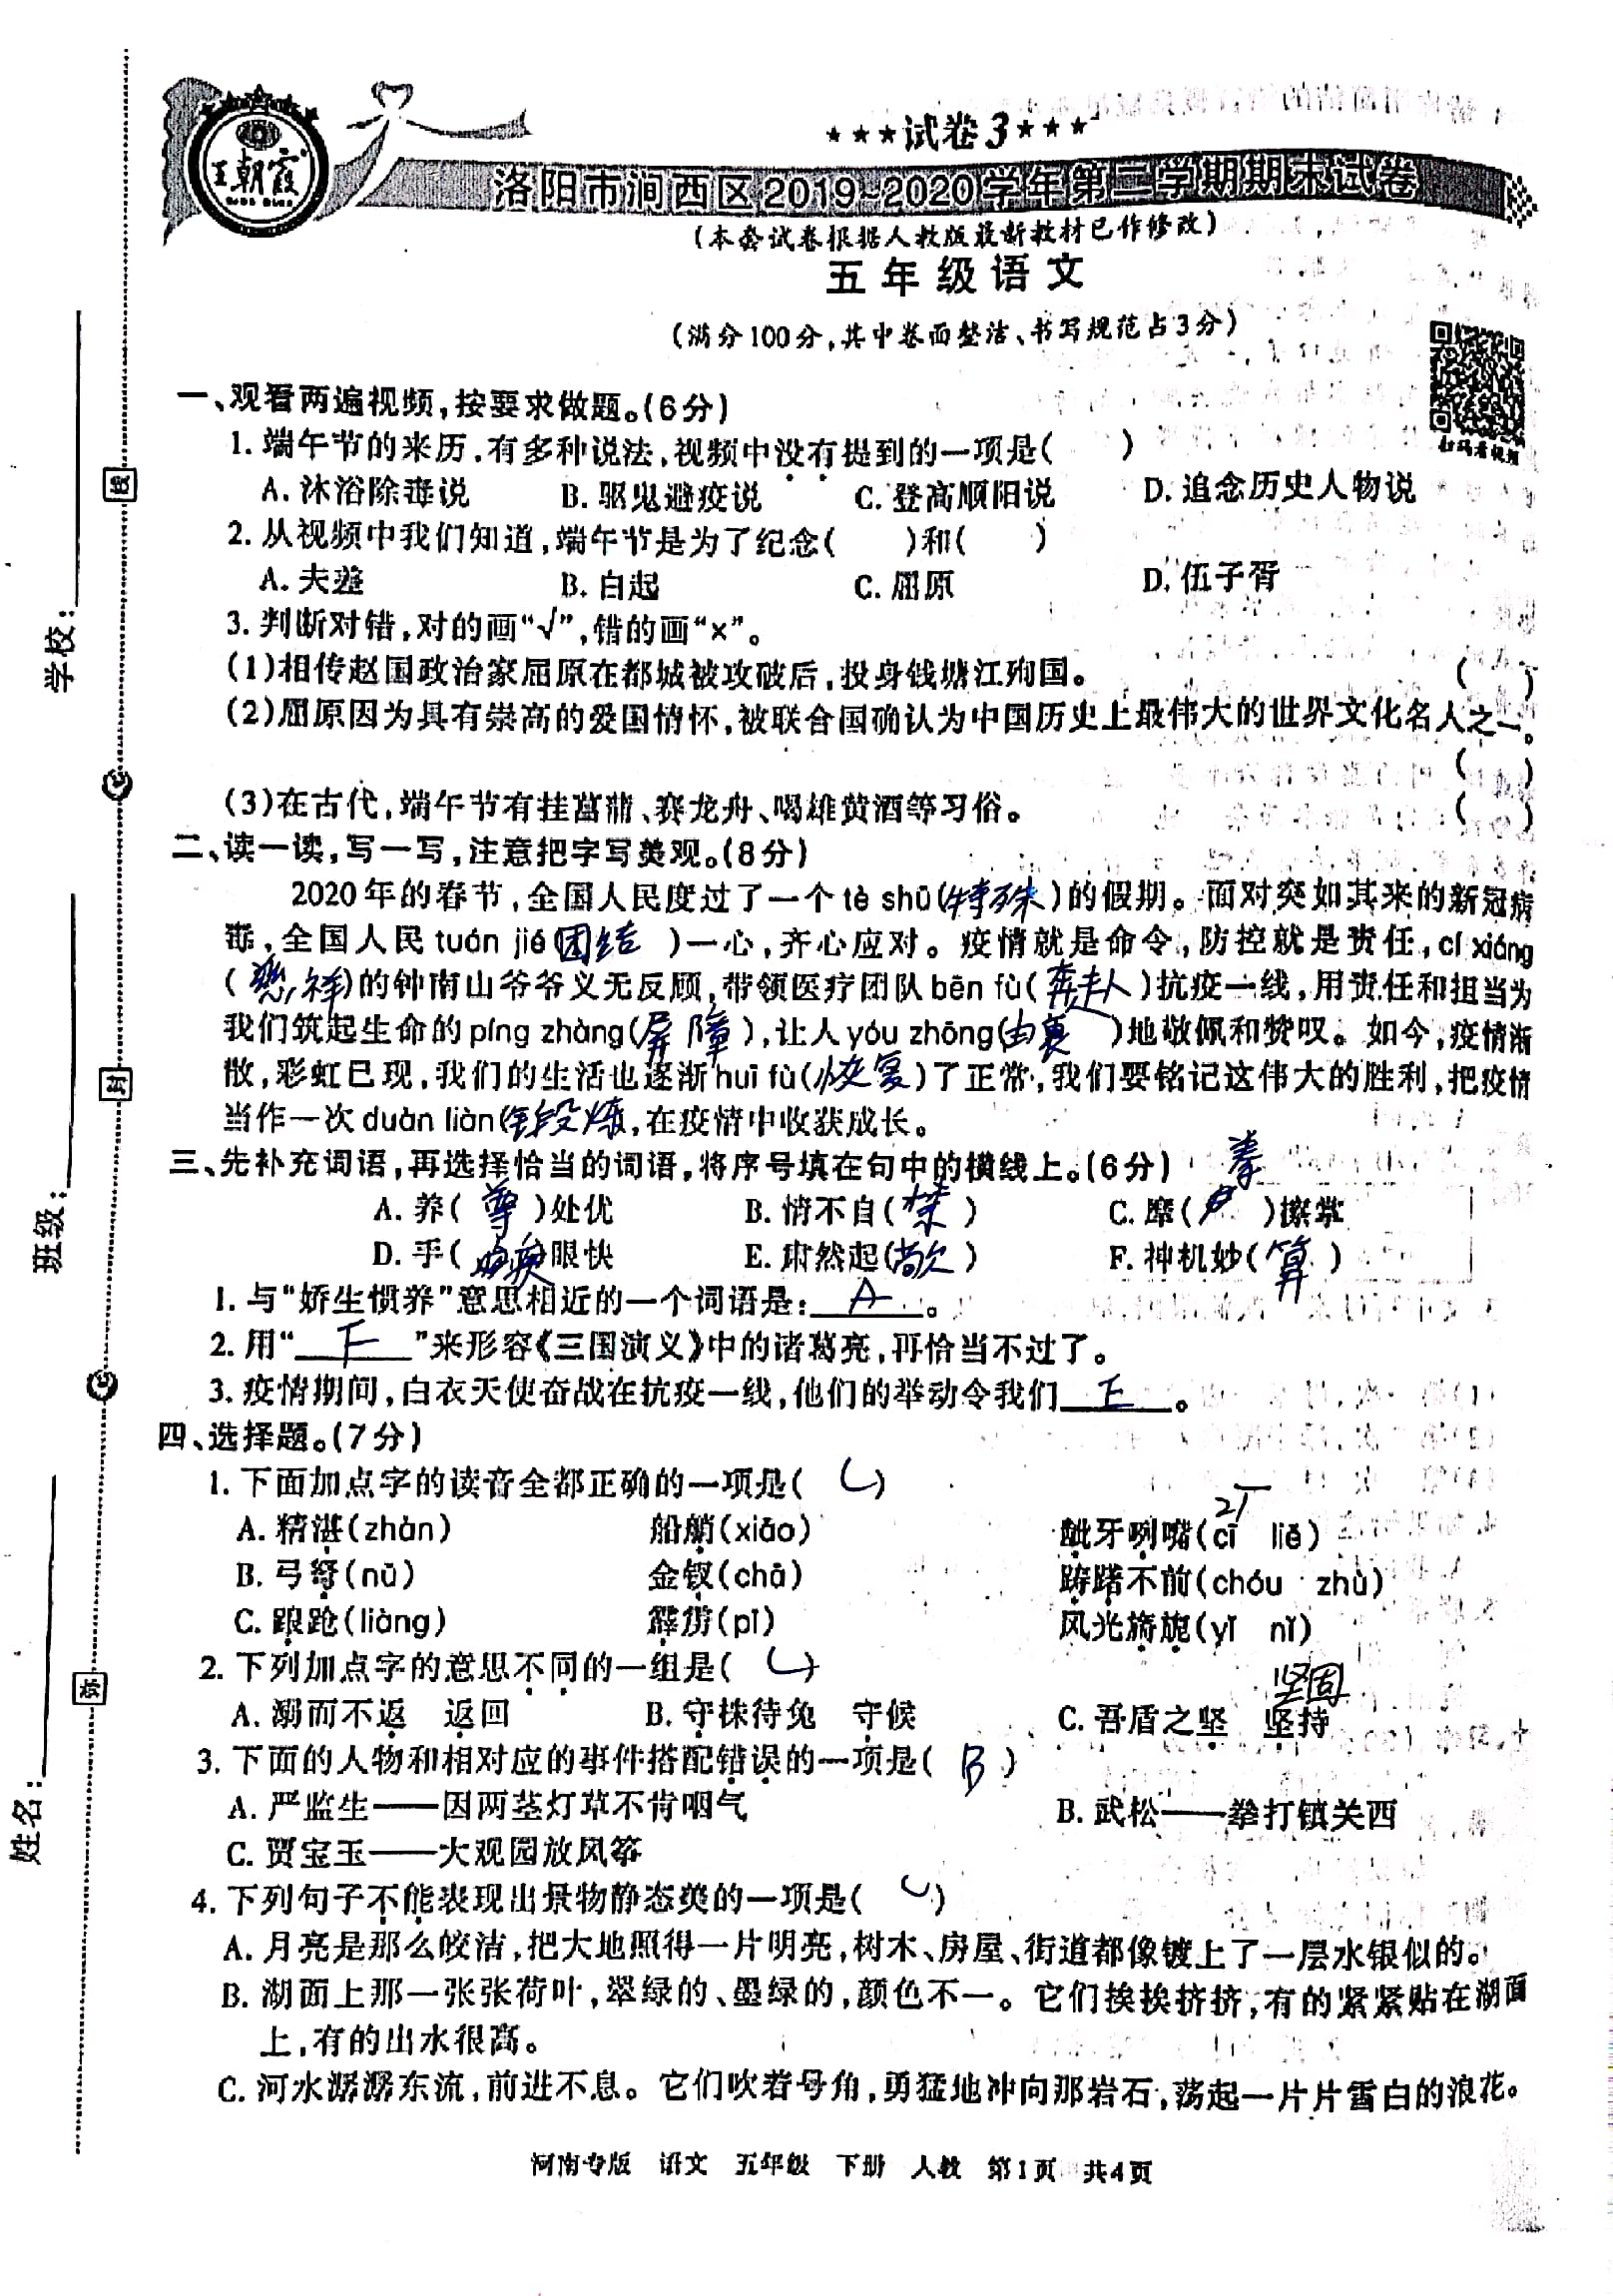 王朝霞
★★★试卷3★★★
洛阳市涧西区2019~2020学年第二学期期末试卷
(本套试卷根据人教版最新教材已作修改)
五年级语文
(满分100分,其中卷面整洁、书写规范占3分)
扫码看视频
一、观看两遍视频,按要求做题。(6分)
1. 端午节的来历,有多种说法,视频中没有提到的一项是( )
A. 沐浴除毒说 B. 驱鬼避疫说 C. 登高顺阳说 D. 追念历史人物说
2. 从视频中我们知道,端午节是为了纪念( )和( )
A. 夫差 B. 白起 C. 屈原 D. 伍子胥
3. 判断对错,对的画“√”,错的画“×”。
(1)相传赵国政治家屈原在都城被攻破后,投身钱塘江殉国。 ( )
(2)屈原因为具有崇高的爱国情怀,被联合国确认为中国历史上最伟大的世界文化名人之一。
( )
(3)在古代,端午节有挂菖蒲、赛龙舟、喝雄黄酒等习俗。 ( )
二、读一读,写一写,注意把字写美观。(8分)
2020年的春节,全国人民度过了一个tè shū(特殊)的假期。面对突如其来的新冠病
毒,全国人民tuán jié(团结)一心,齐心应对。疫情就是命令,防控就是责任,cí xiáng
(慈祥)的钟南山爷爷义无反顾,带领医疗团队bēn fù(奔赴)抗疫一线,用责任和担当为
我们筑起生命的píng zhàng(屏障),让人yóu zhōng(由衷)地敬佩和赞叹。如今,疫情渐
散,彩虹已现,我们的生活也逐渐huī fù(恢复)了正常,我们要铭记这伟大的胜利,把疫情
当作一次duàn liàn(锻炼),在疫情中收获成长。
三、先补充词语,再选择恰当的词语,将序号填在句中的横线上。(6分)
拳
A. 养(尊)处优 B. 情不自(禁) C. 摩( )擦掌
D. 手(疾)眼快 E. 肃然起(敬) F. 神机妙(算)
1. 与“娇生惯养”意思相近的一个词语是:A。
2. 用“F”来形容《三国演义》中的诸葛亮,再恰当不过了。
3. 疫情期间,白衣天使奋战在抗疫一线,他们的举动令我们E。
四、选择题。(7分)
1. 下面加点字的读音全都正确的一项是( C )
A. 精湛(zhàn) 船艄(xiāo) 龇牙咧嘴(cī liě)
B. 弓弩(nǔ) 金钗(chā) 踌躇不前(chóu zhù)
C. 踉跄(liàng) 霹雳(pī) 风光旖旎(yǐ nǐ)
2. 下列加点字的意思不同的一组是( C )
坚固
A. 溯而不返 返回 B. 守株待兔 守候 C. 吾盾之坚 坚持
3. 下面的人物和相对应的事件搭配错误的一项是( B )
A. 严监生——因两茎灯草不肯咽气 B. 武松——拳打镇关西
C. 贾宝玉——大观园放风筝
4. 下列句子不能表现出景物静态美的一项是( C )
A. 月亮是那么皎洁,把大地照得一片明亮,树木、房屋、街道都像镀上了一层水银似的。
B. 湖面上那一张张荷叶,翠绿的、墨绿的,颜色不一。它们挨挨挤挤,有的紧紧贴在湖面
上,有的出水很高。
C. 河水潺潺东流,前进不息。它们吹着号角,勇猛地冲向那岩石,荡起一片片雪白的浪花。
河南专版 语文 五年级 下册 人教 第1页 共4页
学校:
班级:
姓名:
线
封